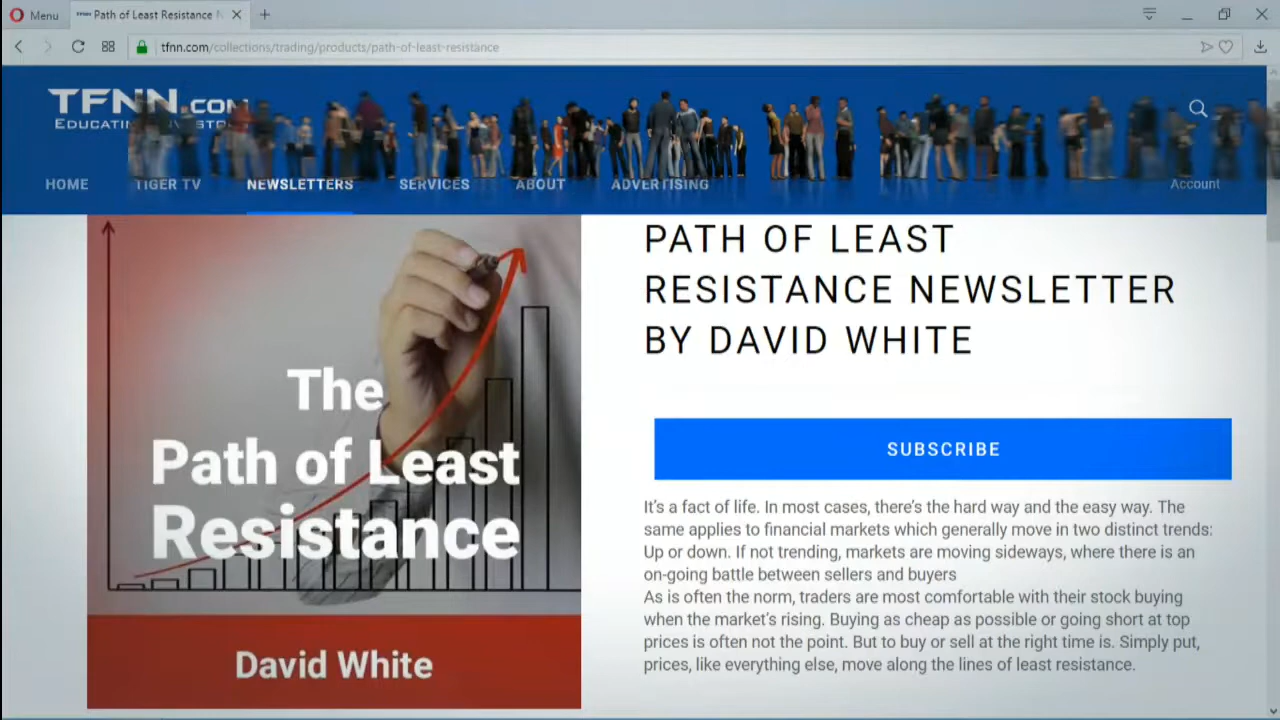 Menu
Path of Least Resistance
tfnn.com/collections/trading/products/path-of-least-resistance
TFNN.COM
HOME
TIGER TV
NEWSLETTERS
SERVICES
ABOUT
ADVERTISING
Account
The
Path of Least
Resistance
David White
PATH OF LEAST
RESISTANCE NEWSLETTER
BY DAVID WHITE
SUBSCRIBE
It's a fact of life. In most cases, there's the hard way and the easy way. The
same applies to financial markets which generally move in two distinct trends:
Up or down. If not trending, markets are moving sideways, where there is an
on-going battle between sellers and buyers
As is often the norm, traders are most comfortable with their stock buying
when the market's rising. Buying as cheap as possible or going short at top
prices is often not the point. But to buy or sell at the right time is. Simply put,
prices, like everything else, move along the lines of least resistance.